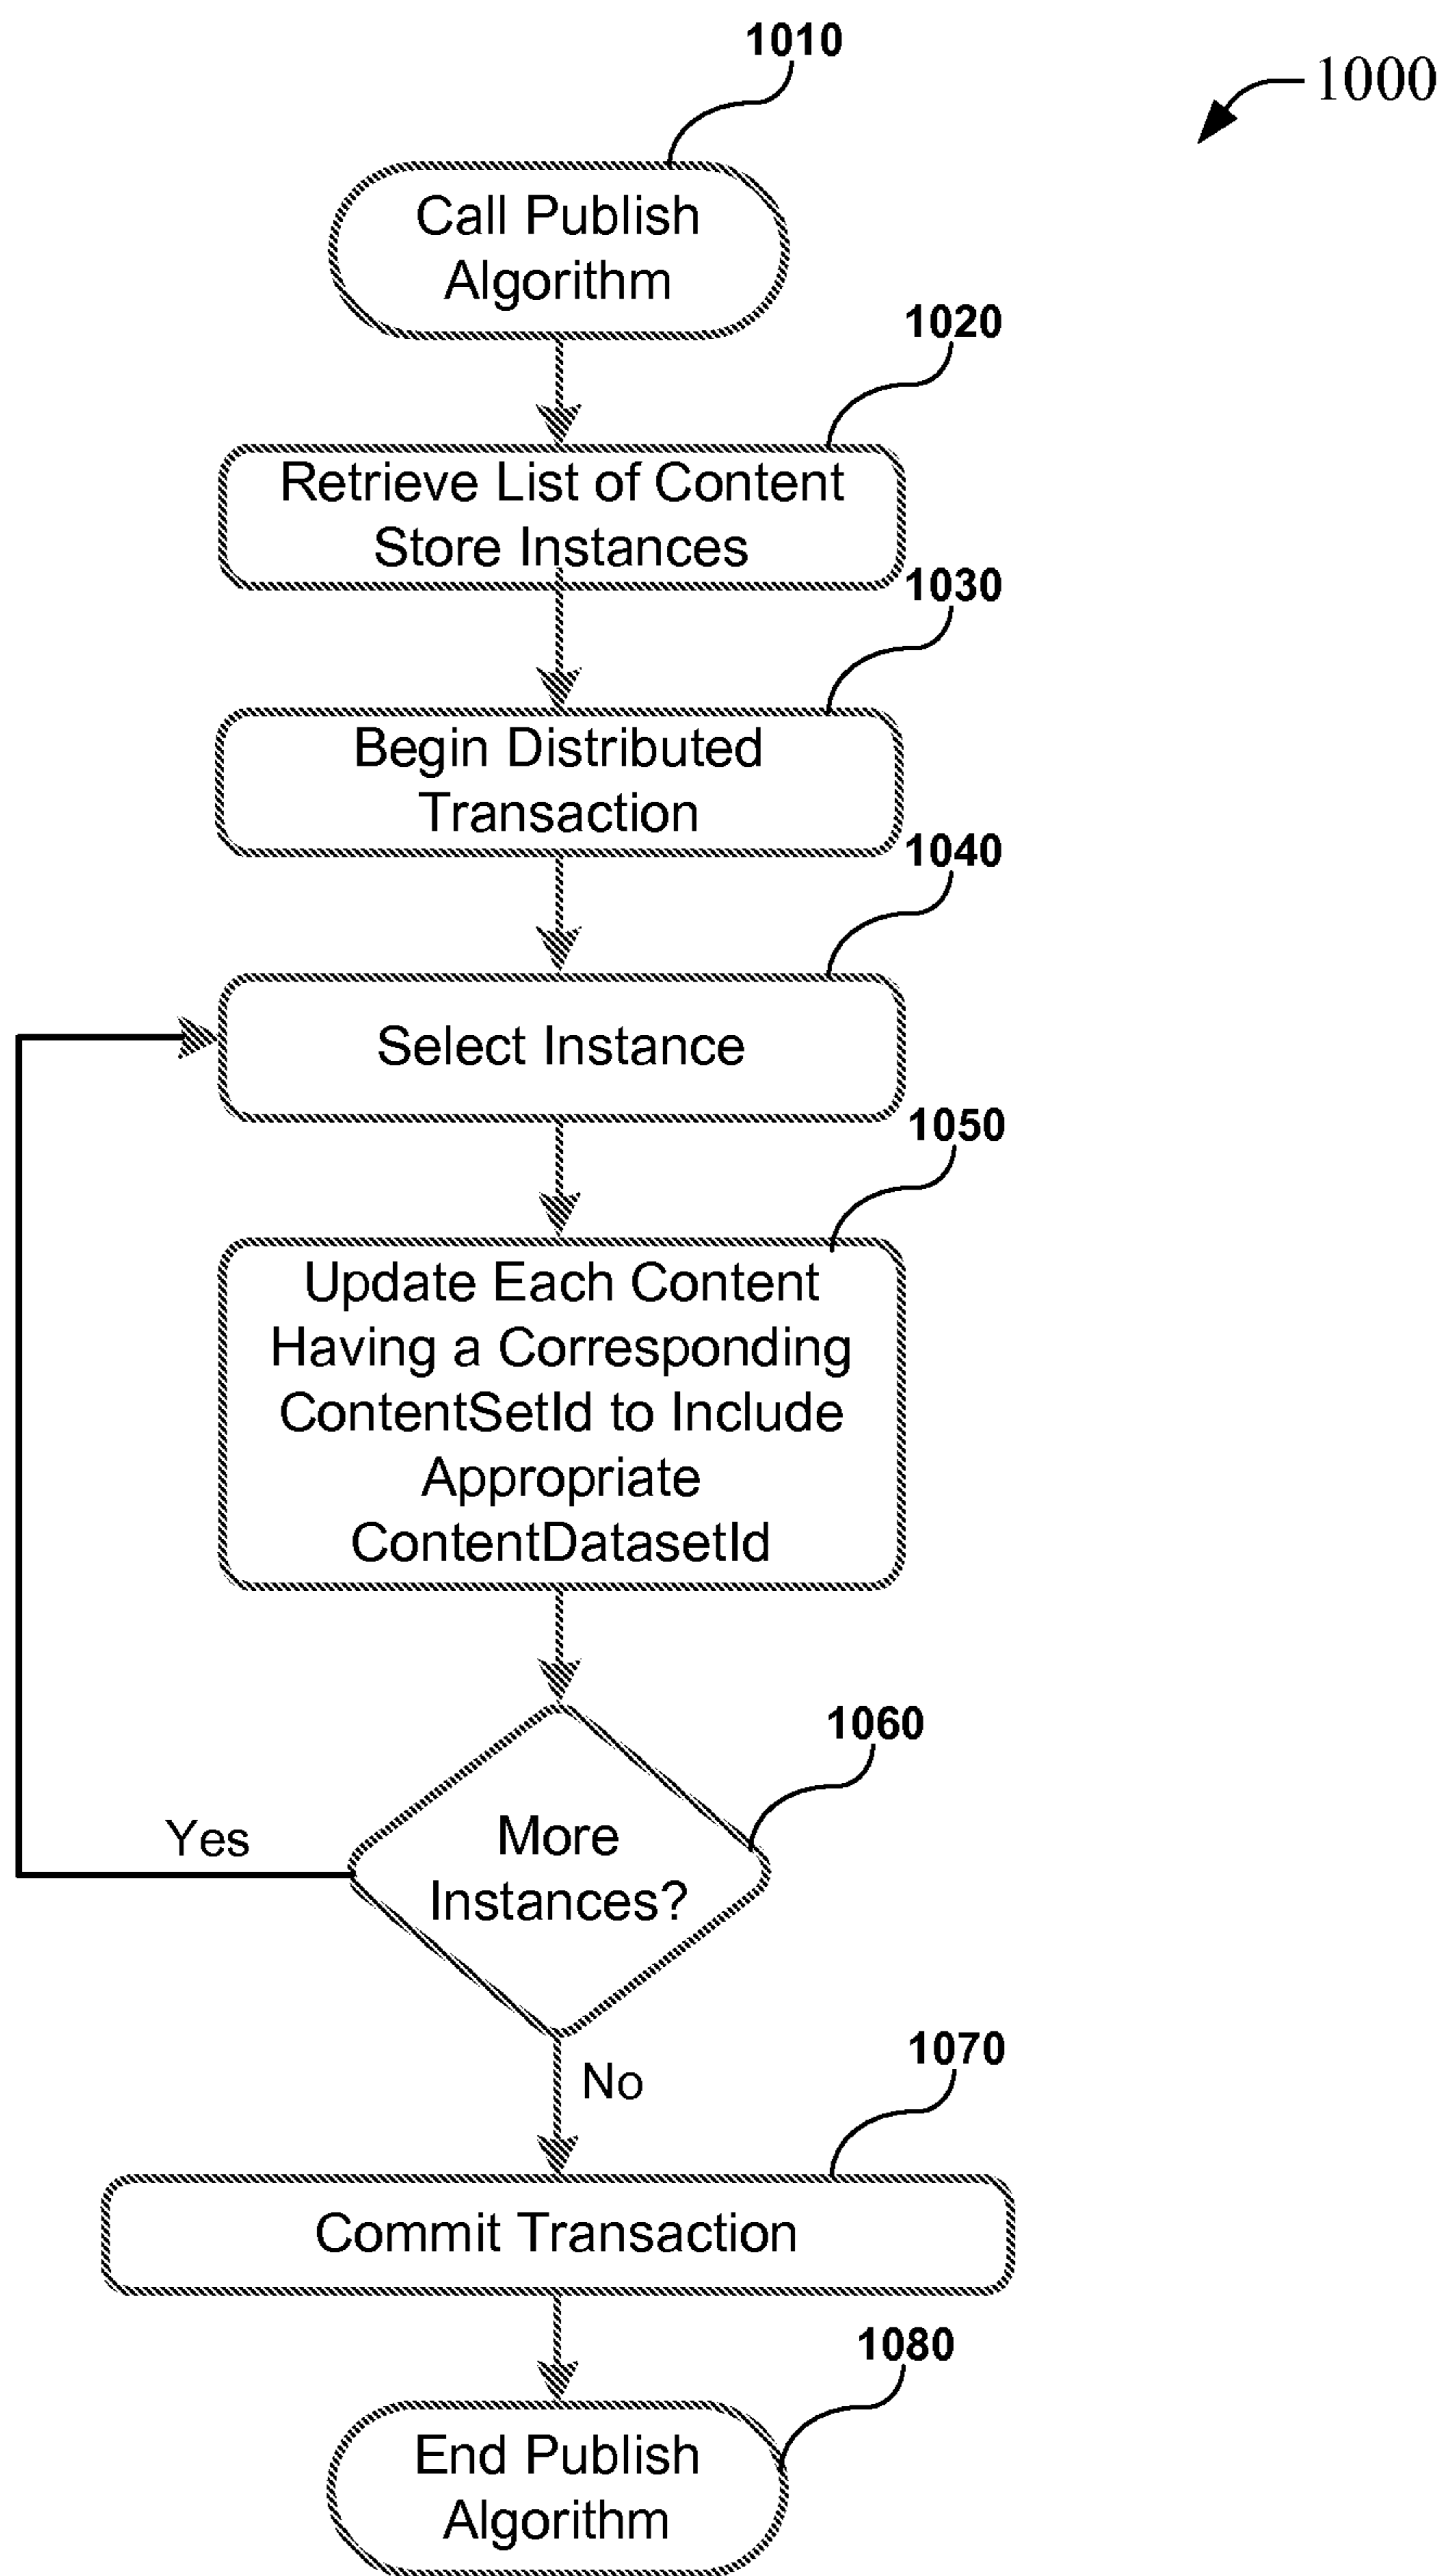 1010
1000
Call Publish
Algorithm
1020
Retrieve List of Content
Store Instances
1030
Begin Distributed
Transaction
1040
Select Instance
1050
Update Each Content
Having a Corresponding
ContentSetId to Include
Appropriate
ContentDatasetId
1060
More
Instances?
Yes
No
1070
Commit Transaction
1080
End Publish
Algorithm